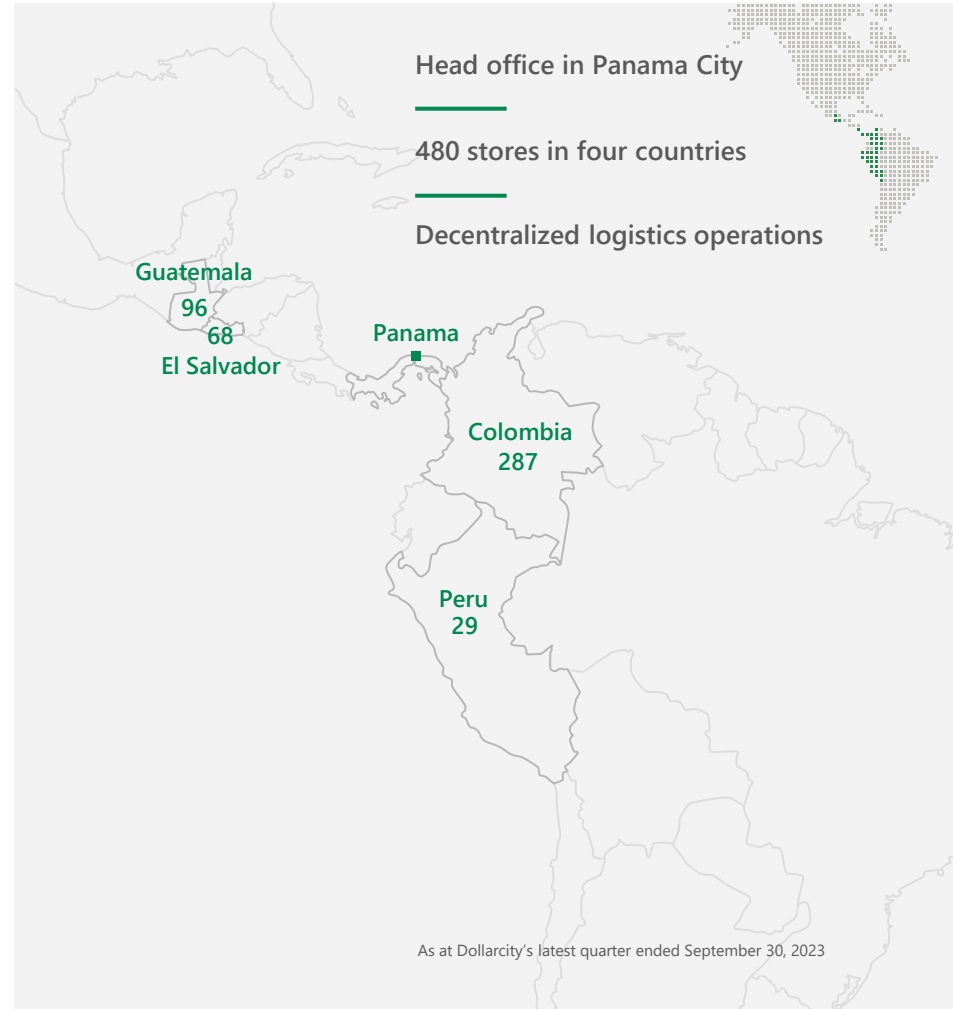 Head office in Panama City
480 stores in four countries
Decentralized logistics operations
Guatemala
96
68
El Salvador
Panama
Colombia
287
Peru
29
As at Dollarcity’s latest quarter ended September 30, 2023